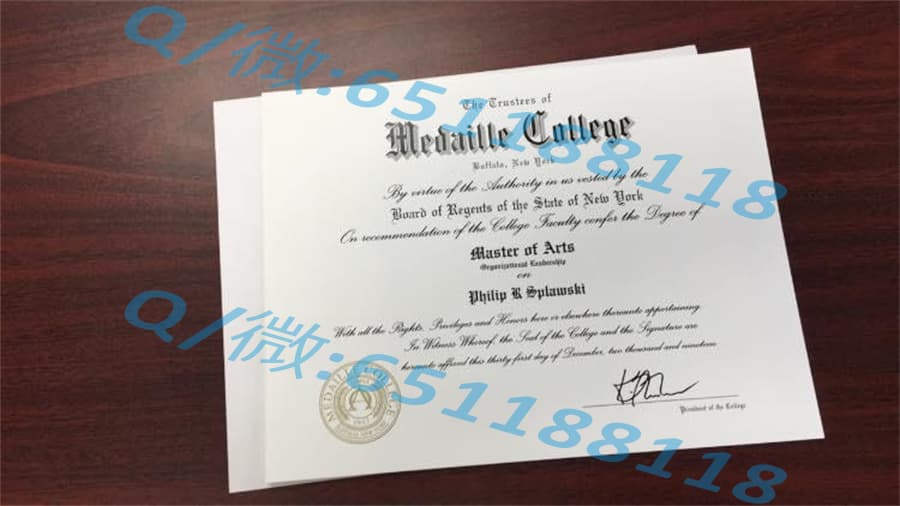 Q/微:651188118
The Trustees of
Medaille College
Buffalo, New York
By virtue of the Authority in us vested by the
Board of Regents of the State of New York
On recommendation of the College Faculty confer the Degree of
Master of Arts
Organizational Leadership
on
Philip R Splawski
With all the Rights, Privileges and Honors here or elsewhere thereunto appertaining
In Witness Whereof, the Seal of the College and the Signature are
hereunto affixed this thirty first day of December, two thousand and nineteen
Q/微:651188118
MEDAILLE COLLEGE
President of the College